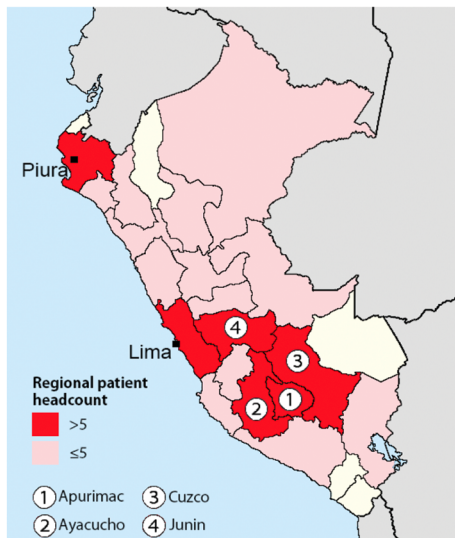 Piura
4
Lima
3
1
2
Regional patient
headcount
>5
≤5
1 Apurimac
3 Cuzco
2 Ayacucho
4 Junin